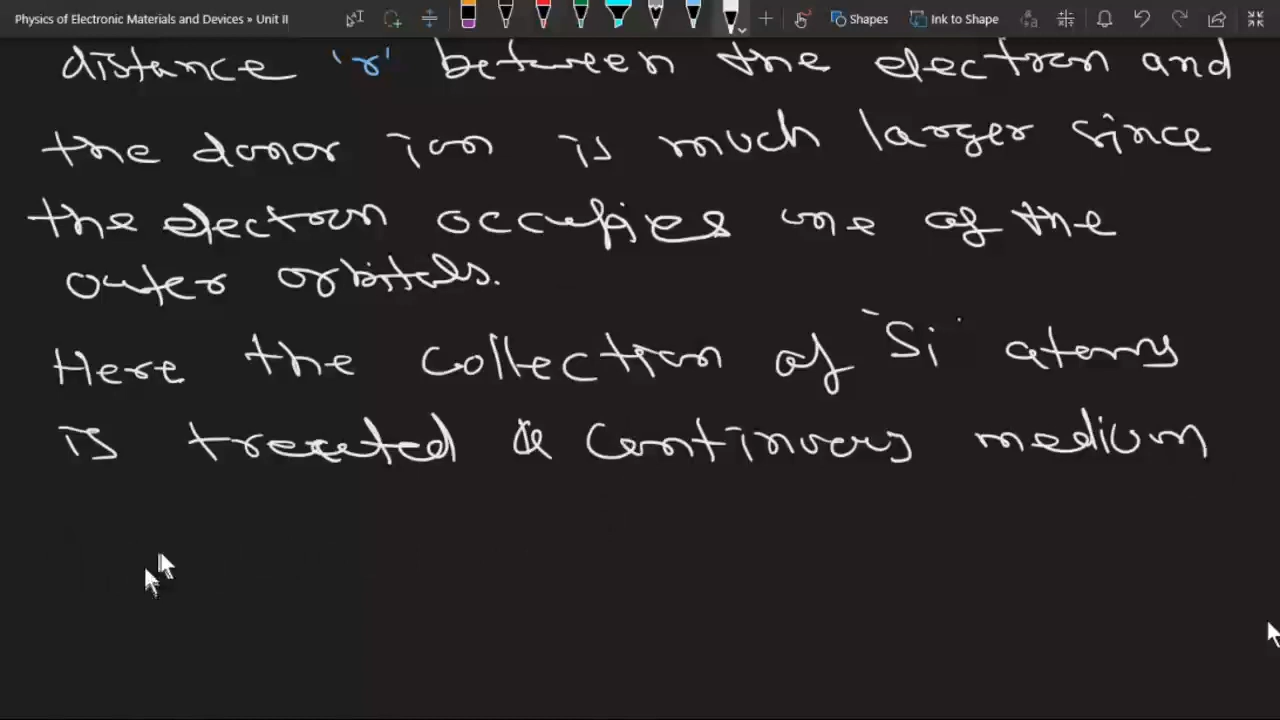 Physics of Electronic Materials and Devices » Unit II
Shapes
Ink to Shape
distance 'r' between the electron and
the donor ion is much larger since
the electron occupies one of the
outer orbitals.
Here the collection of Si atoms
is treated a continuous medium